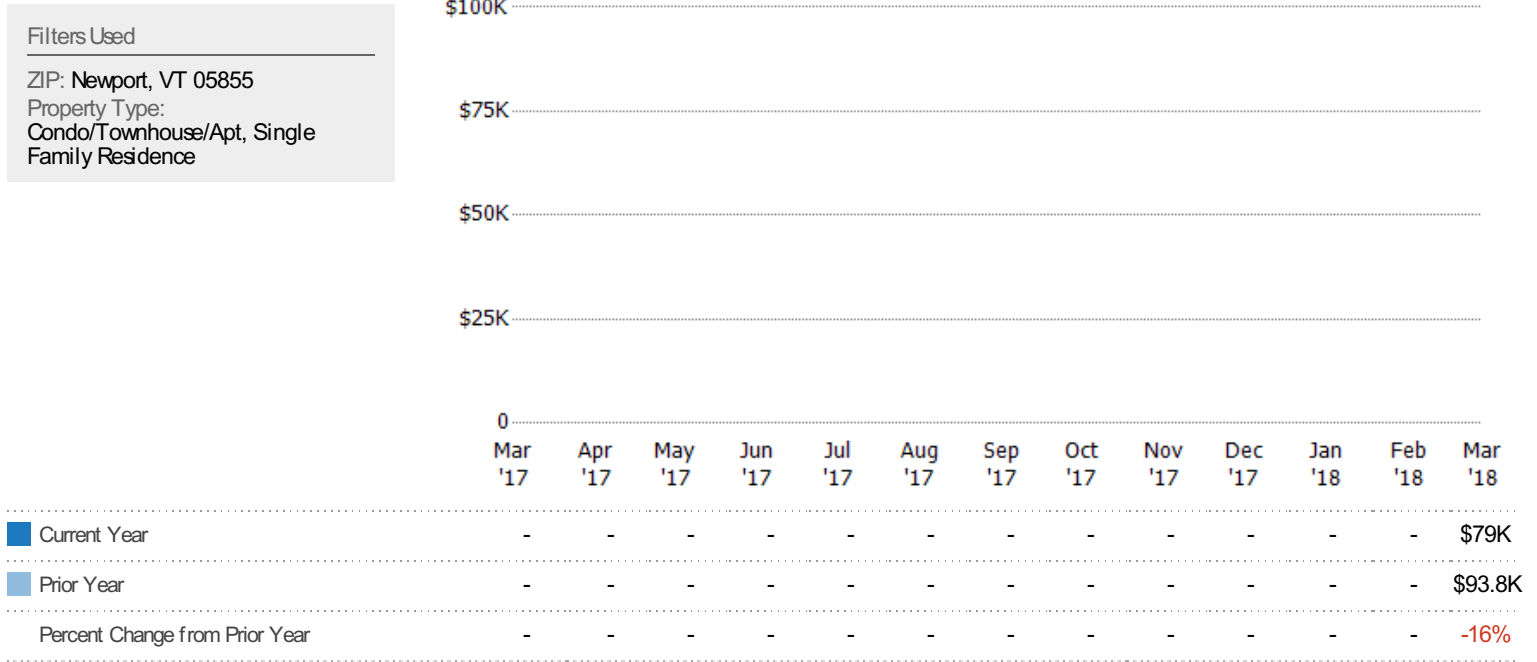 Filters Used
ZIP: Newport, VT 05855
Property Type:
Condo/Townhouse/Apt, Single
Family Residence
$100K
$75K
$50K
$25K
0
Mar Apr May Jun Jul Aug Sep Oct Nov Dec Jan Feb Mar
'17 '17 '17 '17 '17 '17 '17 '17 '17 '17 '18 '18 '18
Current Year - - - - - - - - - - - - $79K
Prior Year - - - - - - - - - - - - $93.8K
Percent Change from Prior Year - - - - - - - - - - - - -16%